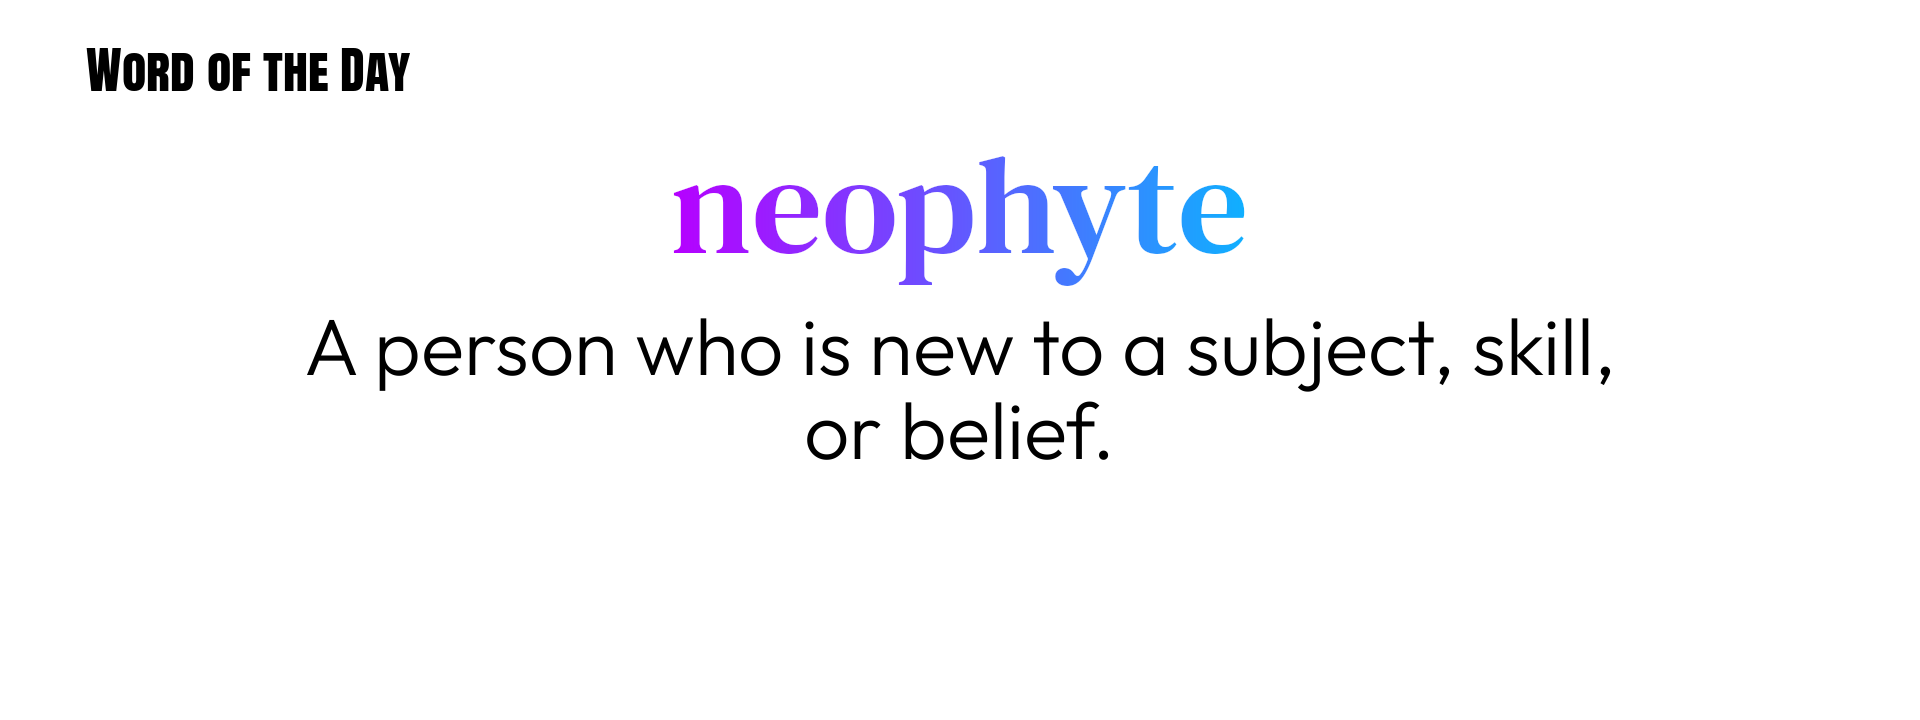 Word of the Day
neophyte
A person who is new to a subject, skill,
or belief.